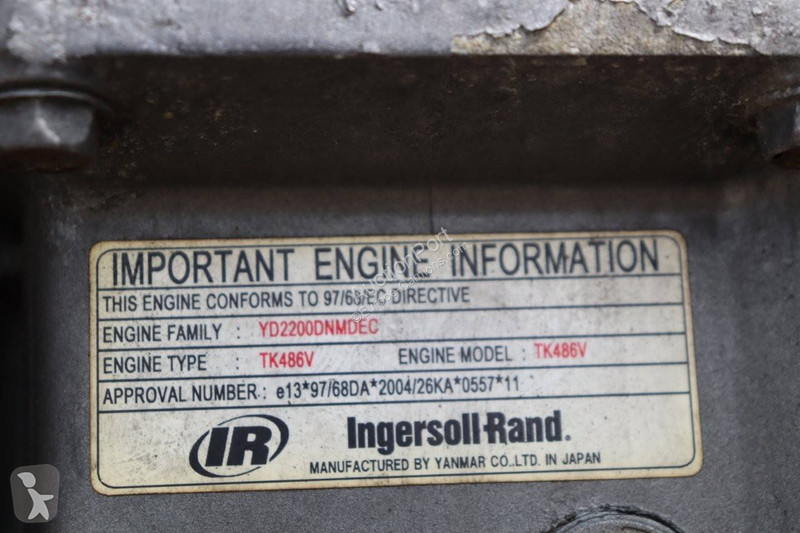 IMPORTANT ENGINE INFORMATION
THIS ENGINE CONFORMS TO 97/68/EC DIRECTIVE
ENGINE FAMILY : YD2200DNMDEC
ENGINE TYPE : TK486V ENGINE MODEL : TK486V
APPROVAL NUMBER : e13*97/68DA*2004/26KA*0557*11
IR Ingersoll-Rand.
MANUFACTURED BY YANMAR CO.,LTD. IN JAPAN